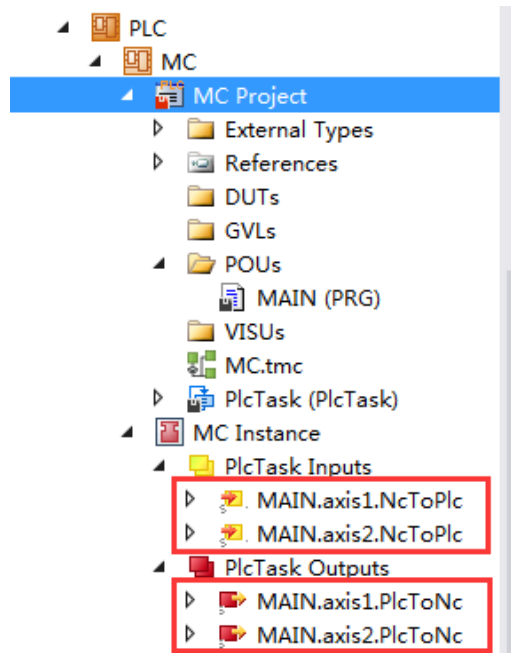 PLC
MC
MC Project
External Types
References
DUTs
GVLs
POUs
MAIN (PRG)
VISUs
MC.tmc
PlcTask (PlcTask)
MC Instance
PlcTask Inputs
MAIN.axis1.NcToPlc
MAIN.axis2.NcToPlc
PlcTask Outputs
MAIN.axis1.PlcToNc
MAIN.axis2.PlcToNc